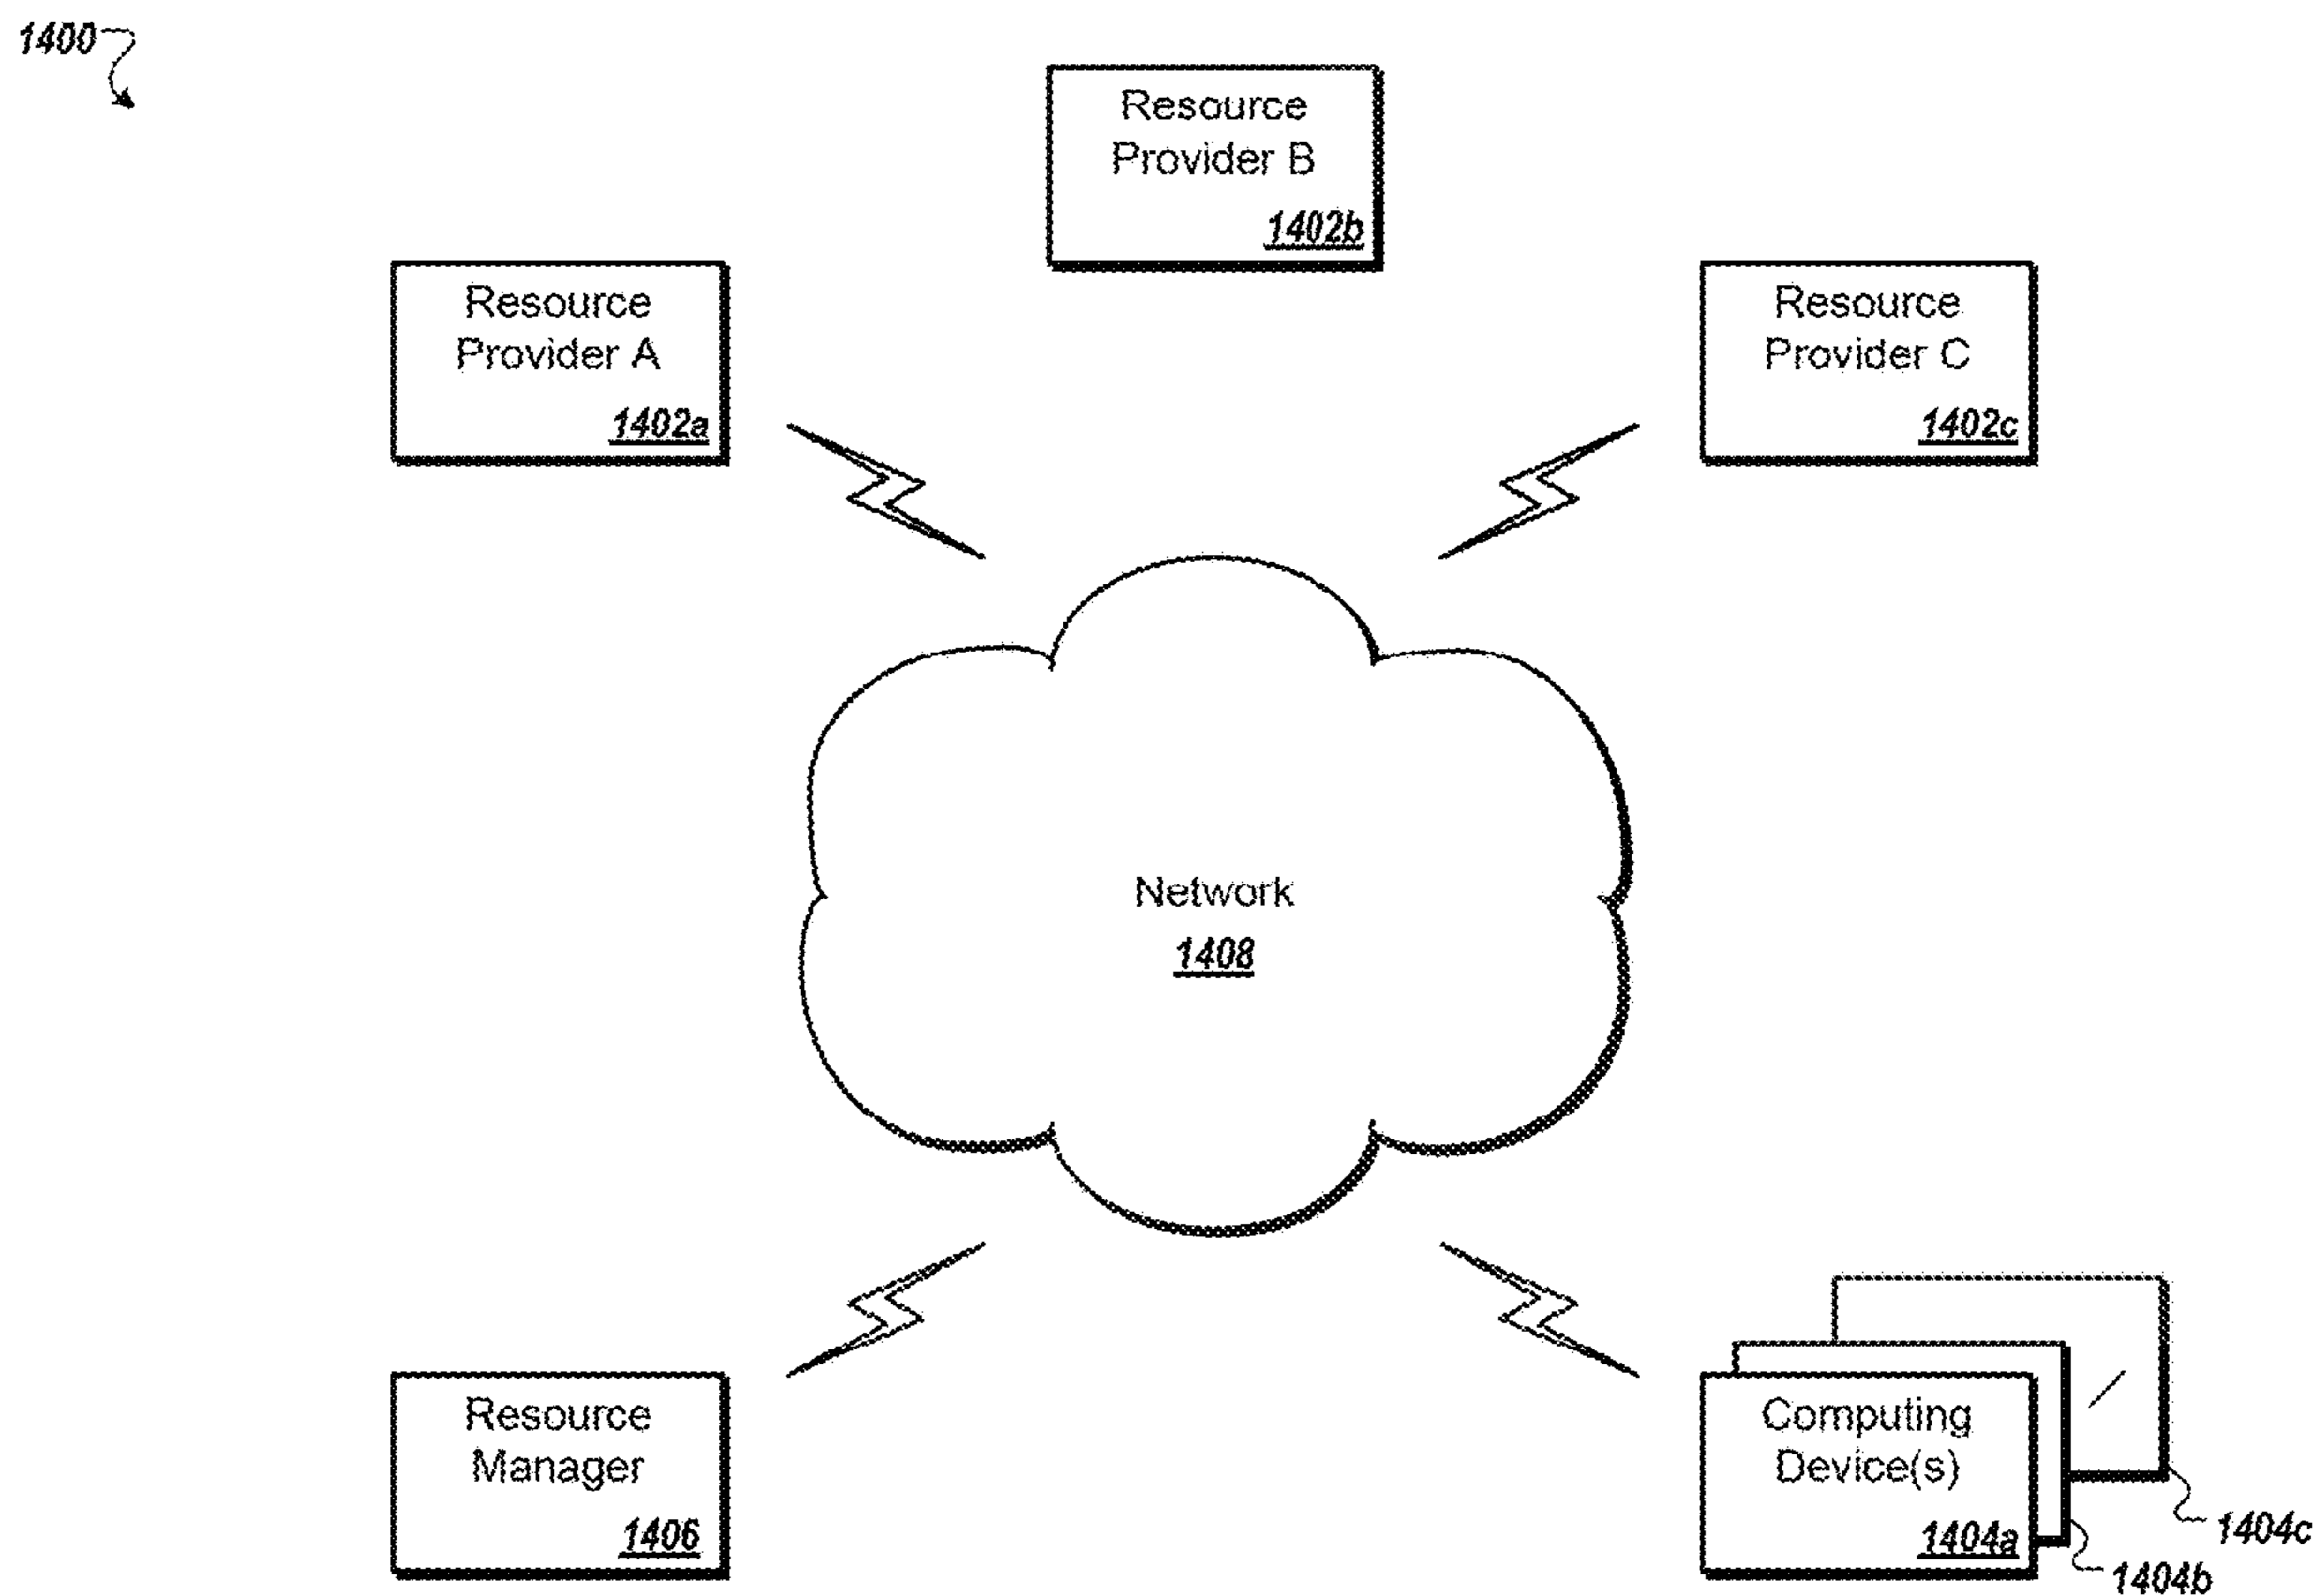 1400
Resource
Provider B
1402b
Resource
Provider A
1402a
Resource
Provider C
1402c
Network
1408
Resource
Manager
1406
Computing
Device(s)
1404a
1404b
1404c